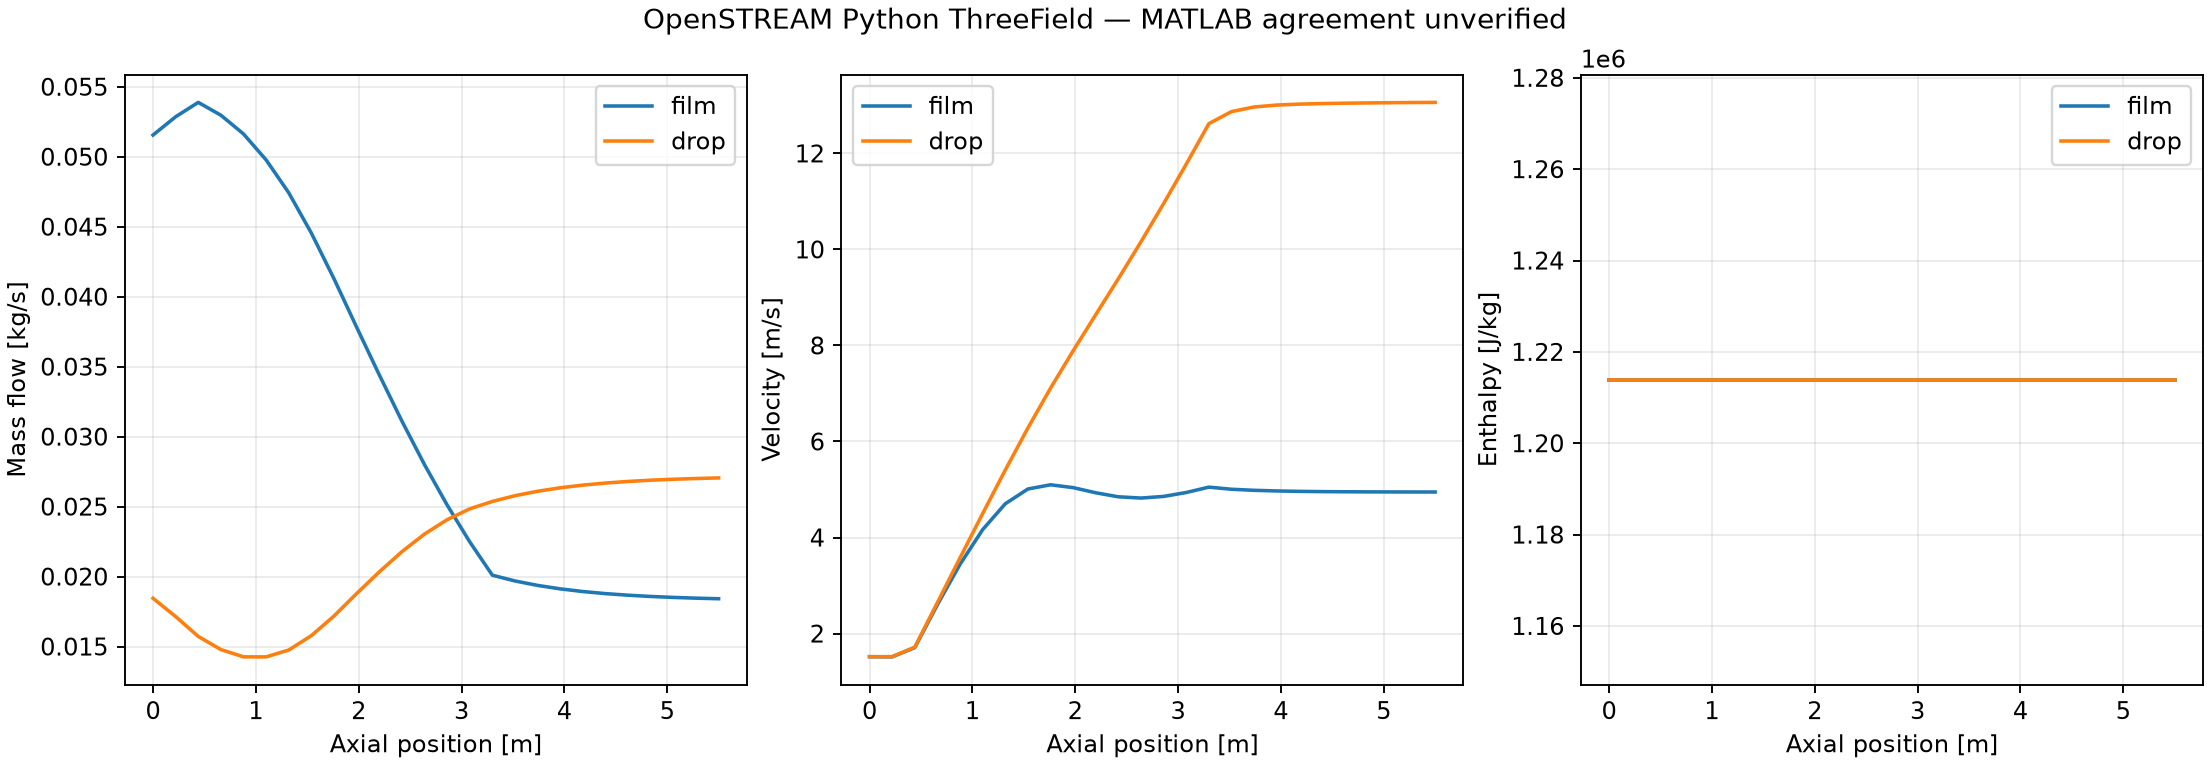 OpenSTREAM Python ThreeField — MATLAB agreement unverified
0.055
0.050
0.045
0.040
0.035
0.030
0.025
0.020
0.015
Mass flow [kg/s]
film
drop
0 1 2 3 4 5
Axial position [m]
12
10
8
6
4
2
Velocity [m/s]
film
drop
0 1 2 3 4 5
Axial position [m]
1e6
1.28
1.26
1.24
1.22
1.20
1.18
1.16
Enthalpy [J/kg]
film
drop
0 1 2 3 4 5
Axial position [m]